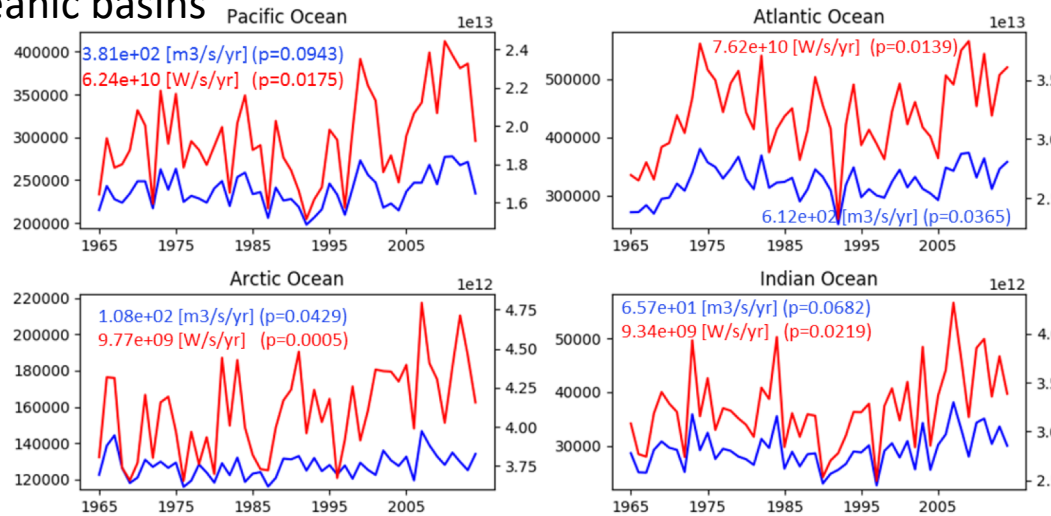 eanic basins
Pacific Ocean
1e13
3.81e+02 [m3/s/yr] (p=0.0943)
6.24e+10 [W/s/yr] (p=0.0175)
400000
350000
300000
250000
200000
2.4
2.2
2.0
1.8
1.6
1965 1975 1985 1995 2005
Atlantic Ocean
1e13
7.62e+10 [W/s/yr] (p=0.0139)
500000
400000
300000
6.12e+02 [m3/s/yr] (p=0.0365)
1965 1975 1985 1995 2005
Arctic Ocean
1e12
1.08e+02 [m3/s/yr] (p=0.0429)
9.77e+09 [W/s/yr] (p=0.0005)
220000
200000
180000
160000
140000
120000
4.75
4.50
4.25
4.00
3.75
1965 1975 1985 1995 2005
Indian Ocean
1e12
6.57e+01 [m3/s/yr] (p=0.0682)
9.34e+09 [W/s/yr] (p=0.0219)
50000
40000
30000
1965 1975 1985 1995 2005